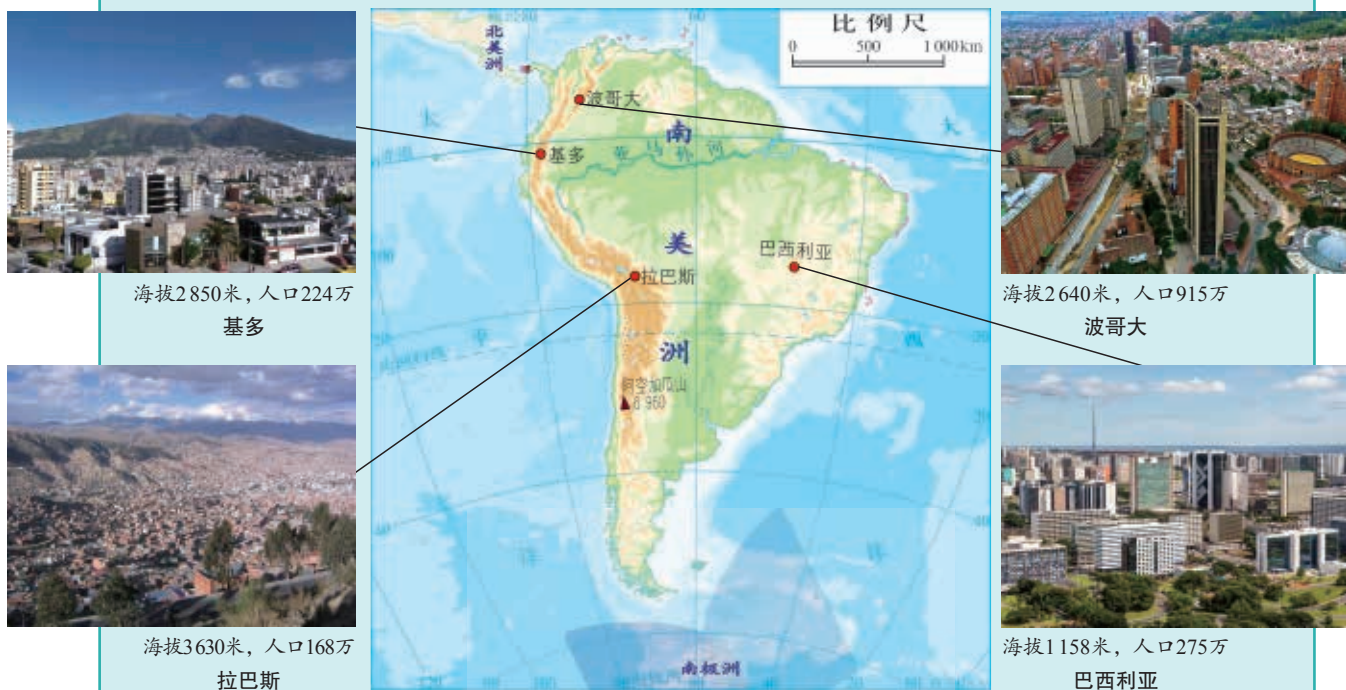 海拔2 850米，人口224万
基多
海拔3 630米，人口168万
拉巴斯
北美洲
比例尺
0 500 1 000 km
波哥大
基多
亚马孙河
南
美
洲
巴西利亚
拉巴斯
阿空加瓜山
6 960
大
大
西
洋
洋
南极洲
海拔2 640米，人口915万
波哥大
海拔1 158米，人口275万
巴西利亚